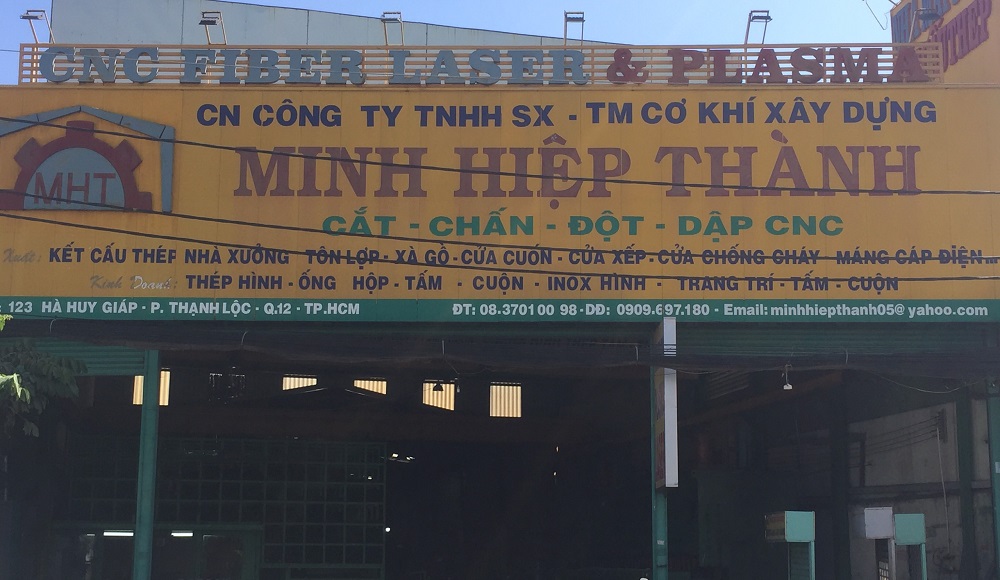 CNC FIBER LASER & PLASMA
THÉP
CN CÔNG TY TNHH SX - TM CƠ KHÍ XÂY DỰNG
MHT
MINH HIỆP THÀNH
CẮT - CHẤN - ĐỘT - DẬP CNC
Xuất: KẾT CẤU THÉP NHÀ XƯỞNG TÔN LỢP - XÀ GỒ - CỬA CUỐN - CỬA XẾP - CỬA CHỐNG CHÁY - MÁNG CÁP ĐIỆN...
Kinh Doanh: THÉP HÌNH - ỐNG HỘP - TẤM - CUỘN - INOX HÌNH - TRANG TRÍ - TẤM - CUỘN
: 123 HÀ HUY GIÁP - P. THẠNH LỘC - Q.12 - TP.HCM ĐT: 08.3701 00 98 - DĐ: 0909.697.180 - Email: minhhiepthanh05@yahoo.com